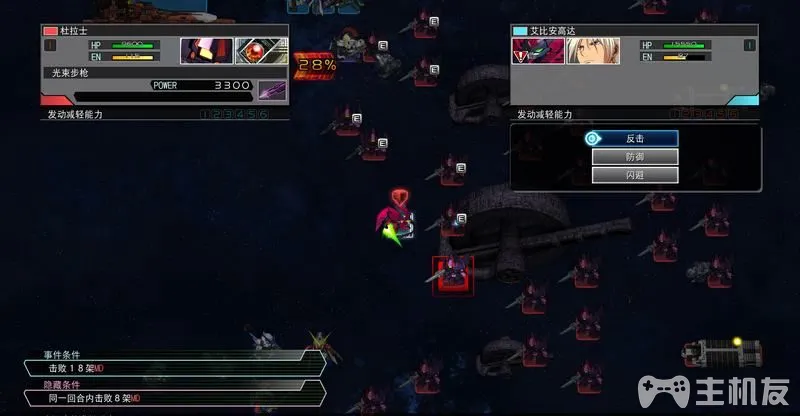 杜拉士
HP 9600
EN
光束步枪
POWER 3300
发动减轻能力
123456
28%
艾比安高达
HP
EN
发动减轻能力
123456
反击
防御
闪避
E
E
E
E
E
E
E
事件条件
击败18架MD
隐藏条件
同一回合内击败8架MD
主机友